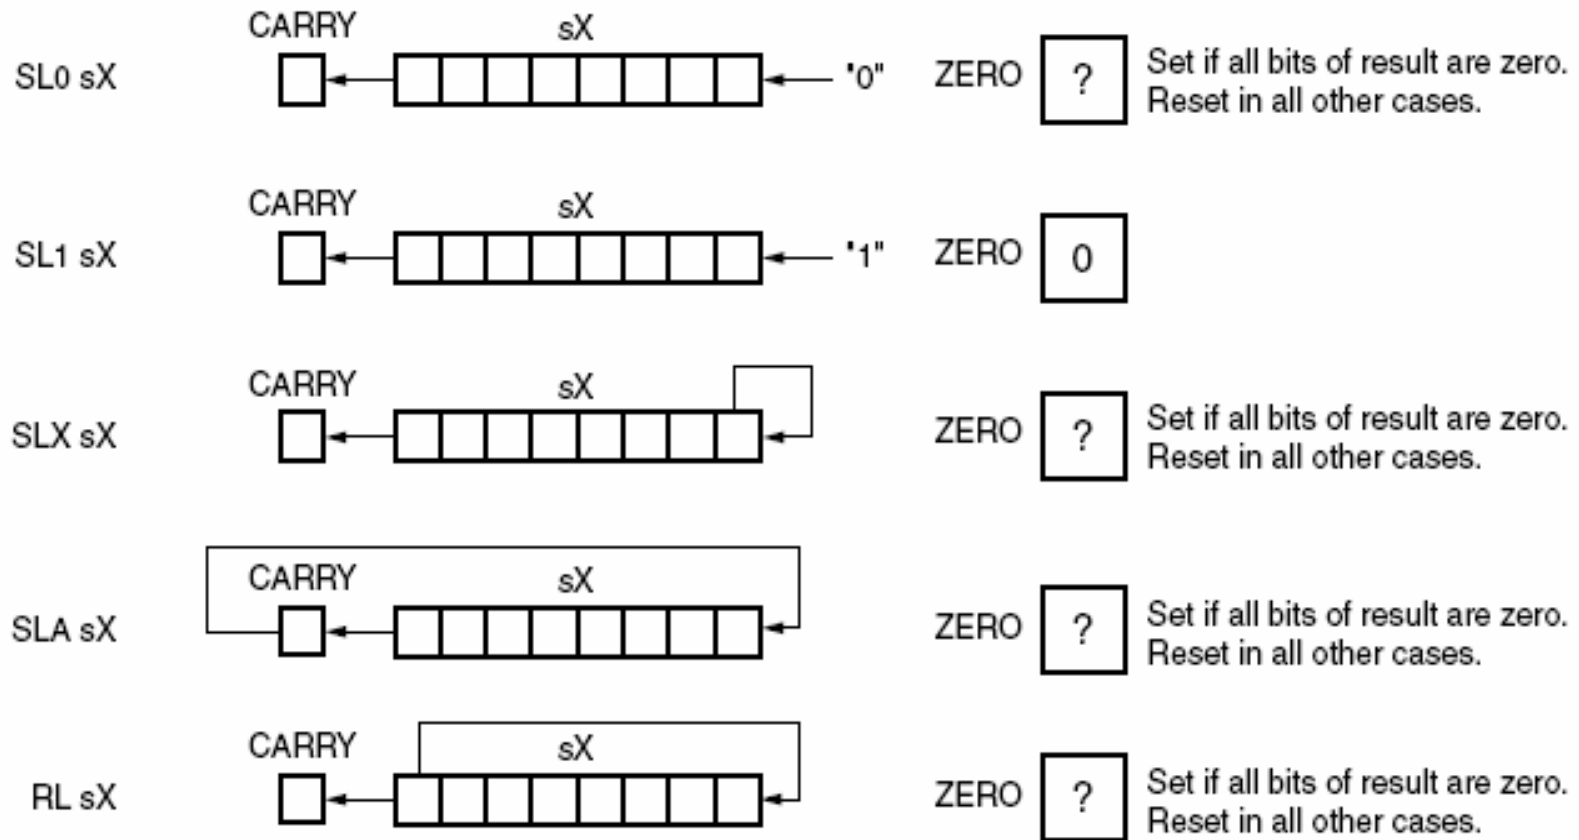 CARRY sX
SL0 sX "0" ZERO ? Set if all bits of result are zero.
Reset in all other cases.
CARRY sX
SL1 sX "1" ZERO 0
CARRY sX
SLX sX ZERO ? Set if all bits of result are zero.
Reset in all other cases.
CARRY sX
SLA sX ZERO ? Set if all bits of result are zero.
Reset in all other cases.
CARRY sX
RL sX ZERO ? Set if all bits of result are zero.
Reset in all other cases.